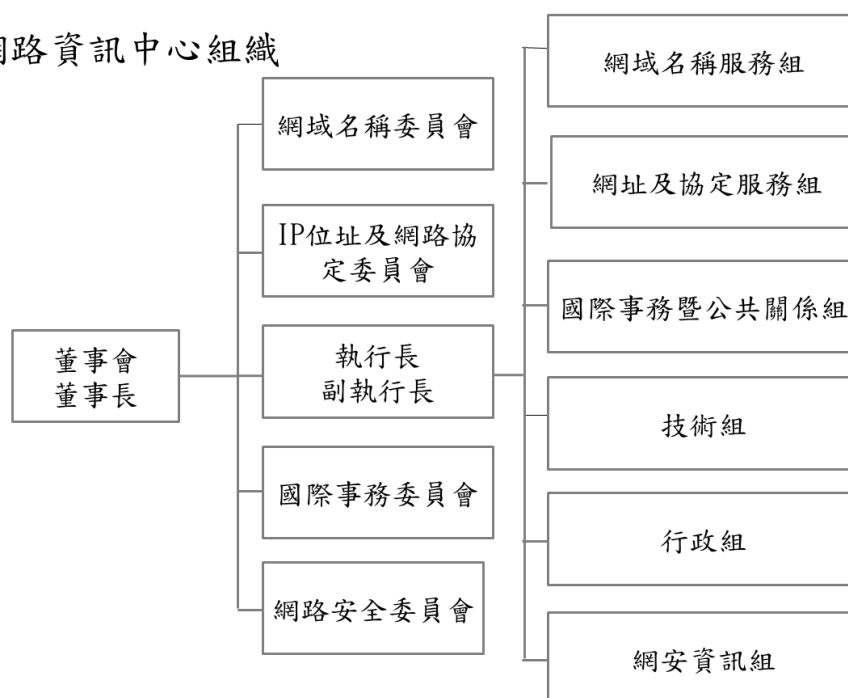 網路資訊中心組織
網域名稱委員會
IP位址及網路協
定委員會
董事會
董事長
執行長
副執行長
國際事務委員會
網路安全委員會
網域名稱服務組
網址及協定服務組
國際事務暨公共關係組
技術組
行政組
網安資訊組